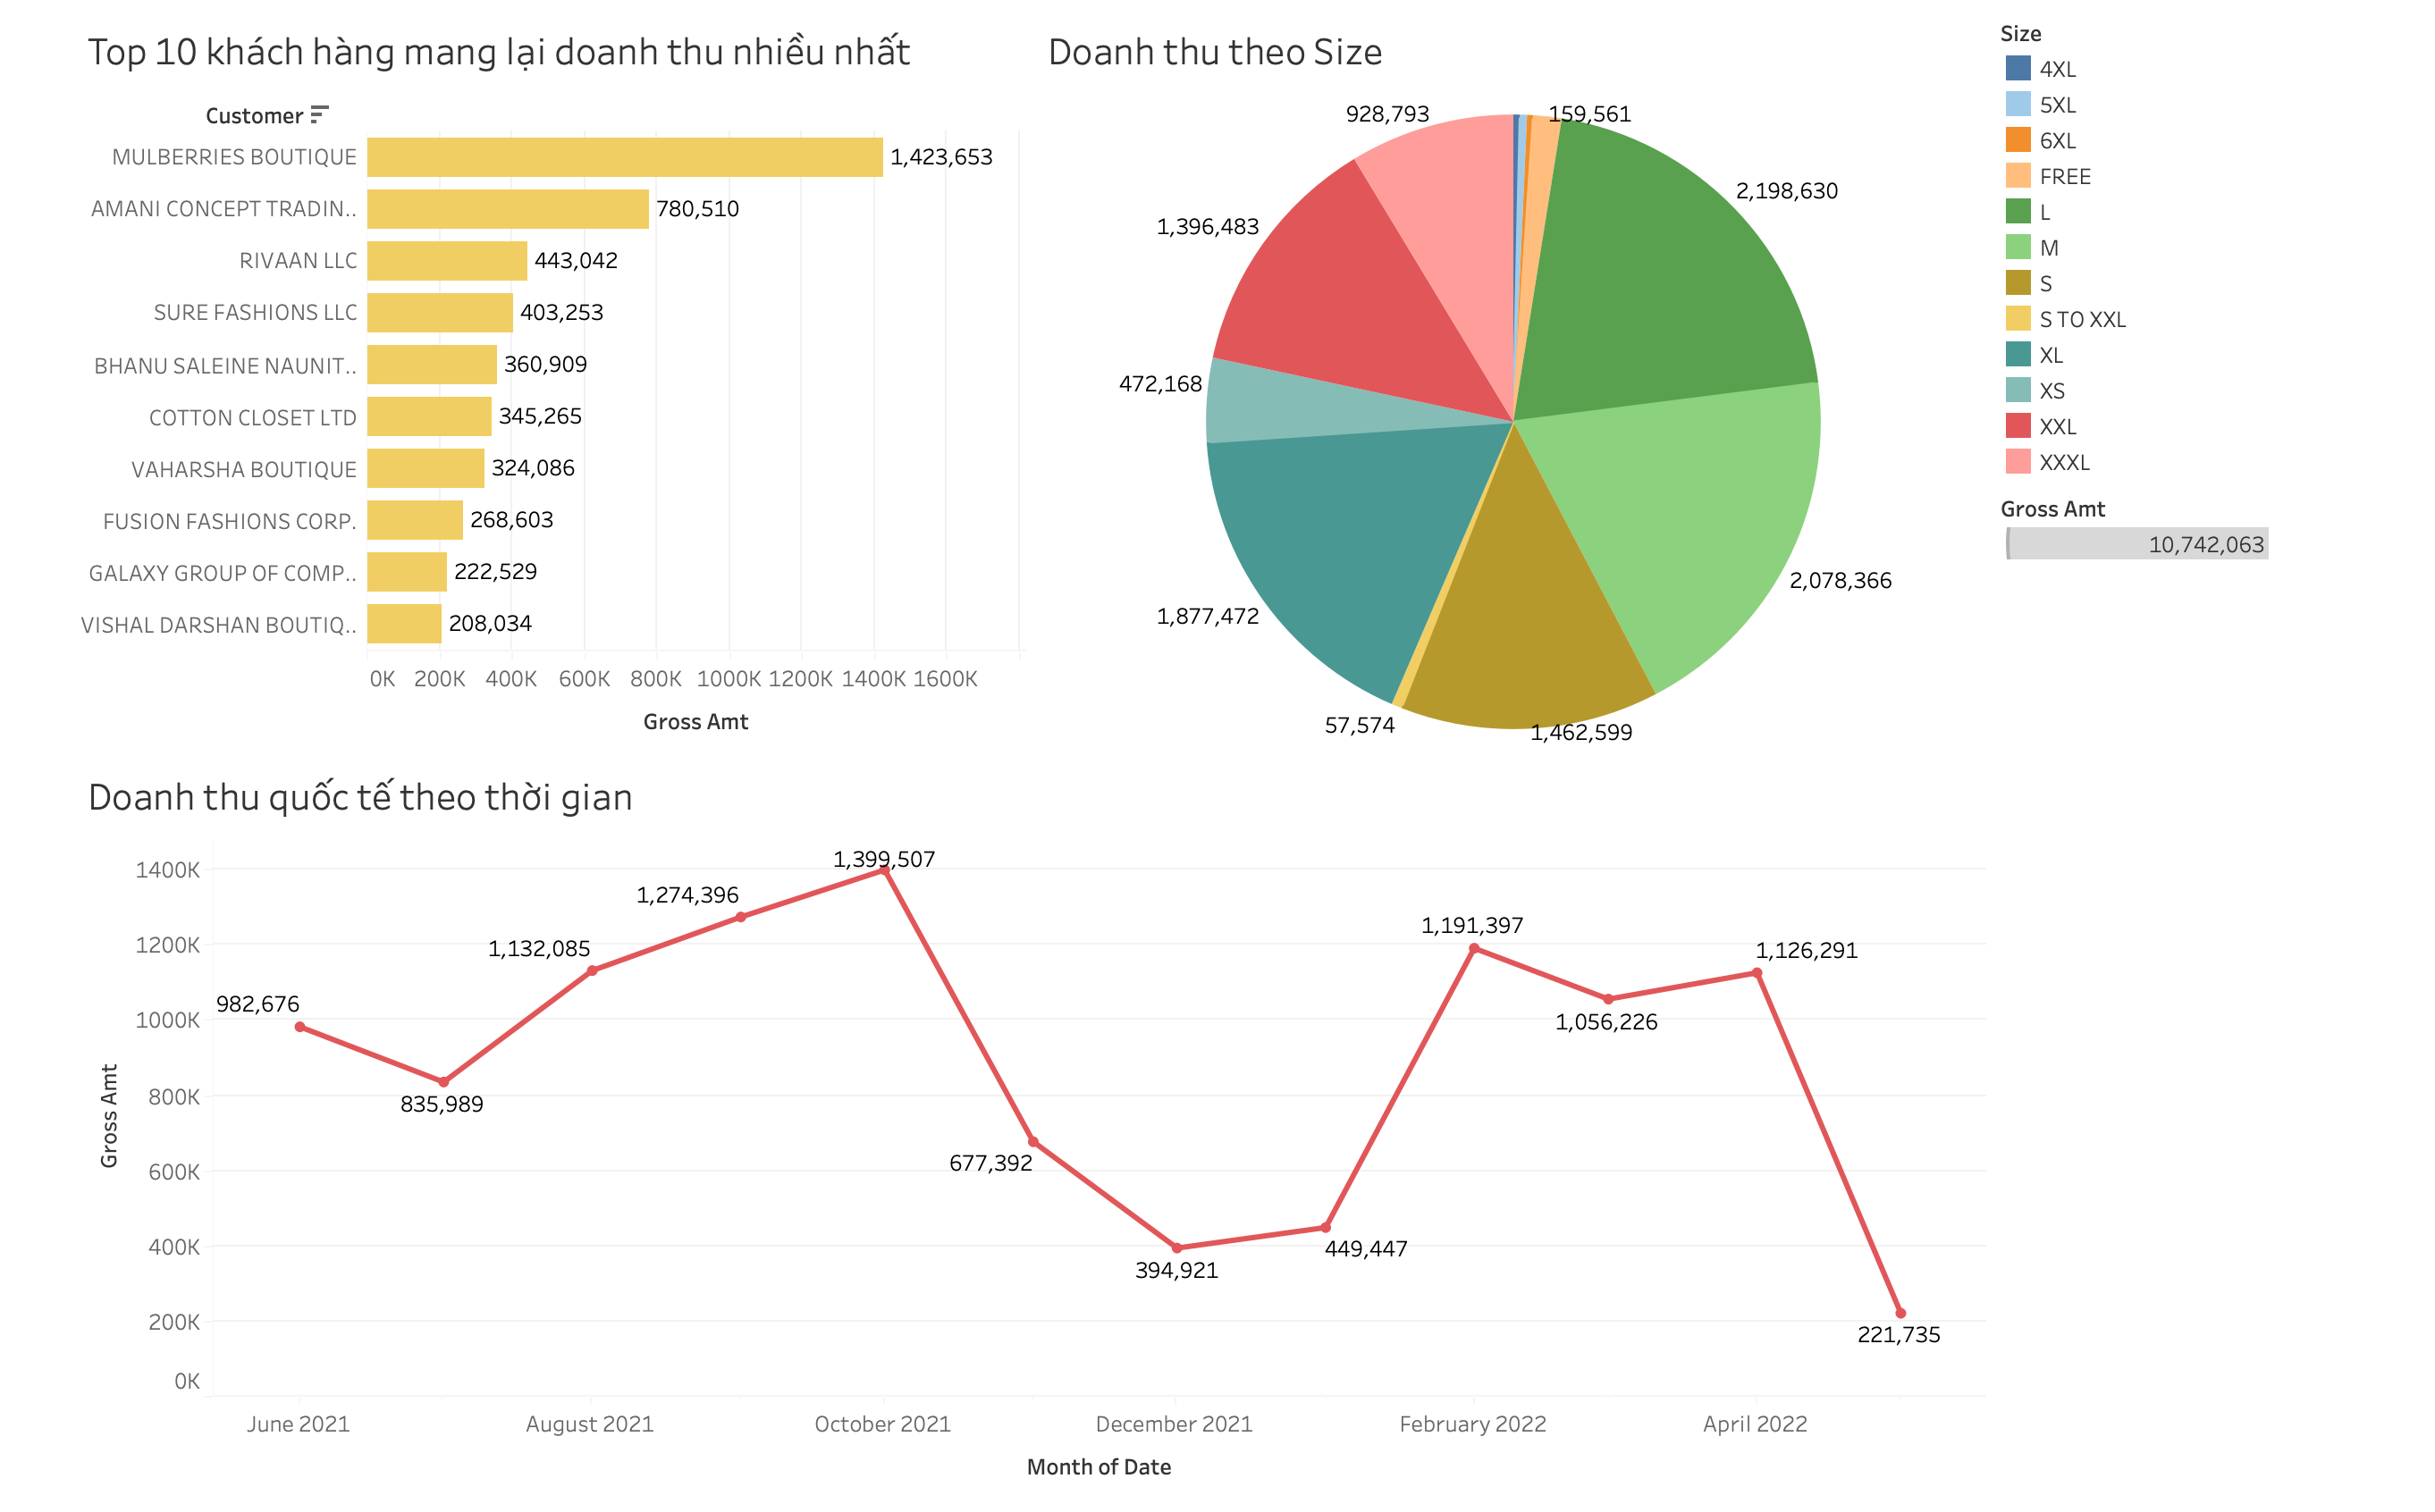 Top 10 khách hàng mang lại doanh thu nhiều nhất
Customer
MULBERRIES BOUTIQUE 1,423,653
AMANI CONCEPT TRADIN.. 780,510
RIVAAN LLC 443,042
SURE FASHIONS LLC 403,253
BHANU SALEINE NAUNIT.. 360,909
COTTON CLOSET LTD 345,265
VAHARSHA BOUTIQUE 324,086
FUSION FASHIONS CORP. 268,603
GALAXY GROUP OF COMP.. 222,529
VISHAL DARSHAN BOUTIQ.. 208,034
0K 200K 400K 600K 800K 1000K 1200K 1400K 1600K
Gross Amt
Doanh thu theo Size
928,793
159,561
2,198,630
1,396,483
472,168
2,078,366
1,877,472
57,574
1,462,599
Size
4XL
5XL
6XL
FREE
L
M
S
S TO XXL
XL
XS
XXL
XXXL
Gross Amt
10,742,063
Doanh thu quốc tế theo thời gian
1400K
1200K
1000K
800K
600K
400K
200K
0K
Gross Amt
982,676
835,989
1,132,085
1,274,396
1,399,507
677,392
394,921
449,447
1,191,397
1,056,226
1,126,291
221,735
June 2021 August 2021 October 2021 December 2021 February 2022 April 2022
Month of Date